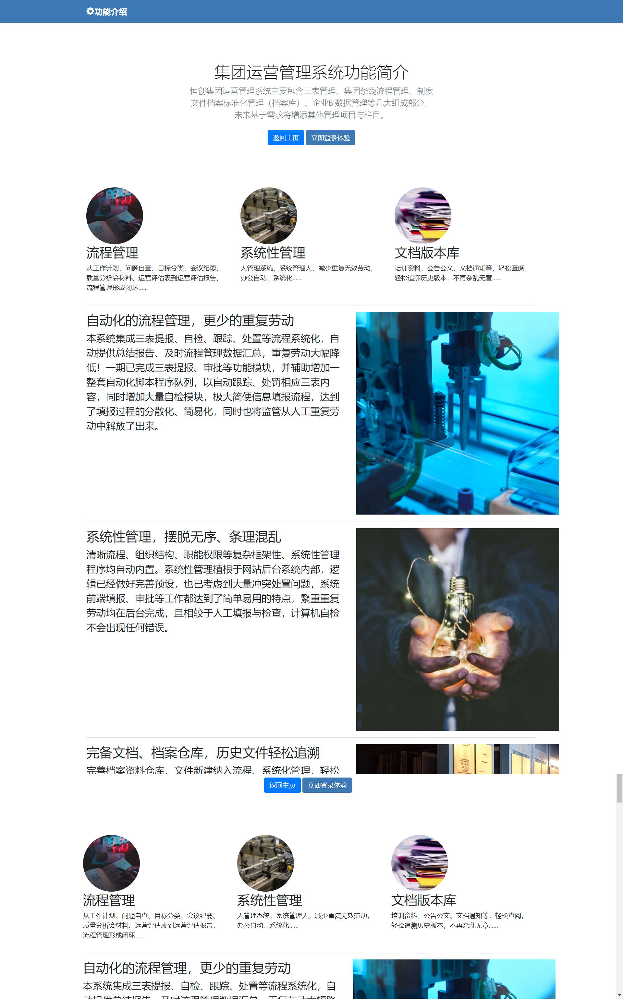 功能介绍
集团运营管理系统功能简介
恒创集团运营管理系统主要包含三表管理、集团条线流程管理、制度
文件档案标准化管理（档案库）、企业BI数据管理等几大组成部分，
未来基于需求将增添其他管理项目与栏目。
返回主页 立即登录体验
流程管理
从工作计划、问题自查、目标分类、会议纪要、
质量分析会材料、运营评估表到运营评估报告，
流程管理形成闭环......
系统性管理
人管理系统，系统管理人，减少重复无效劳动，
办公自动、系统化......
文档版本库
培训资料、公告公文、文档通知等，轻松查阅，
轻松追溯历史版本，不再杂乱无章......
自动化的流程管理，更少的重复劳动
本系统集成三表提报、自检、跟踪、处置等流程系统化，自
动提供总结报告、及时流程管理数据汇总，重复劳动大幅降
低！一期已完成三表提报、审批等功能模块，并辅助增加一
整套自动化脚本程序队列，以自动跟踪、处罚相应三表内
容，同时增加大量自检模块，极大简便信息填报流程，达到
了填报过程的分散化、简易化，同时也将监管从人工重复劳
动中解放了出来。
系统性管理，摆脱无序、条理混乱
清晰流程、组织结构、职能权限等复杂框架性、系统性管理
程序均自动内置。系统性管理植根于网站后台系统内部，逻
辑已经做好完善预设，也已考虑到大量冲突处置问题，系统
前端填报、审批等工作都达到了简单易用的特点，繁重重复
劳动均在后台完成，且相较于人工填报与检查，计算机自检
不会出现任何错误。
完备文档、档案仓库，历史文件轻松追溯
完善档案资料仓库，文件新建纳入流程、系统化管理，轻松
返回主页 立即登录体验
流程管理
从工作计划、问题自查、目标分类、会议纪要、
质量分析会材料、运营评估表到运营评估报告，
流程管理形成闭环......
系统性管理
人管理系统，系统管理人，减少重复无效劳动，
办公自动、系统化......
文档版本库
培训资料、公告公文、文档通知等，轻松查阅，
轻松追溯历史版本，不再杂乱无章......
自动化的流程管理，更少的重复劳动
本系统集成三表提报、自检、跟踪、处置等流程系统化，自
动提供总结报告、及时流程管理数据汇总，重复劳动大幅降